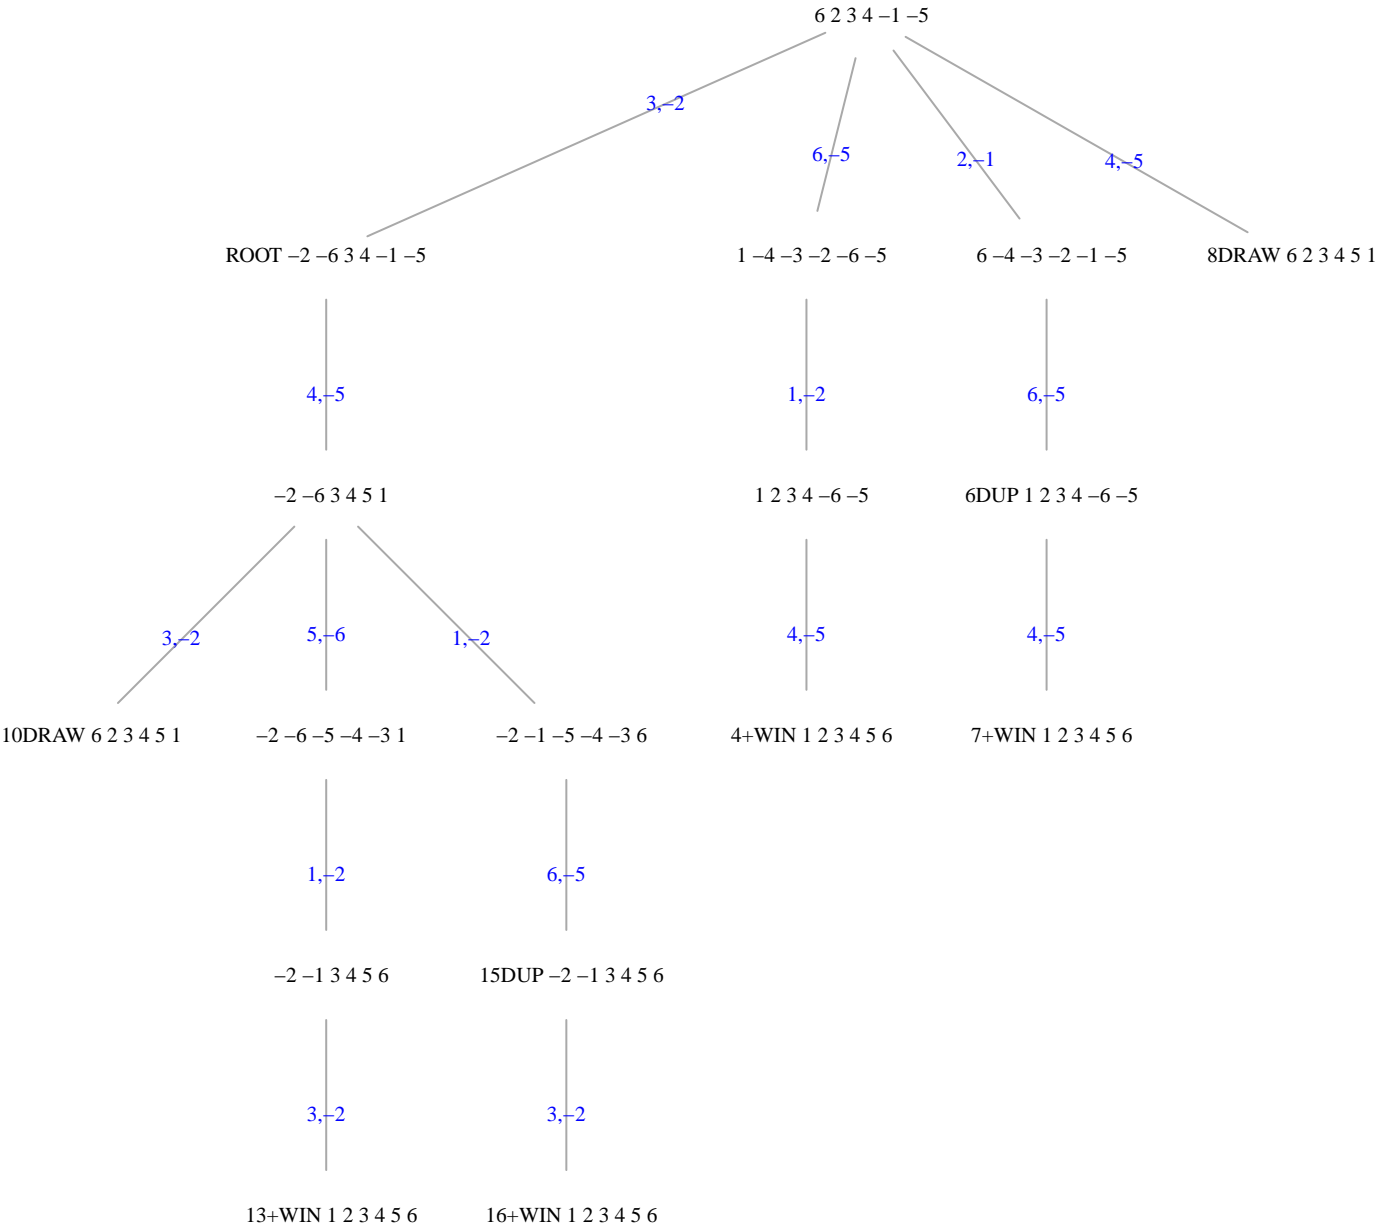 6 2 3 4 −1 −5
3,−2
6,−5
2,−1
4,−5
ROOT −2 −6 3 4 −1 −5
1 −4 −3 −2 −6 −5
6 −4 −3 −2 −1 −5
8DRAW 6 2 3 4 5 1
4,−5
1,−2
6,−5
−2 −6 3 4 5 1
1 2 3 4 −6 −5
6DUP 1 2 3 4 −6 −5
3,−2
5,−6
1,−2
4,−5
4,−5
10DRAW 6 2 3 4 5 1
−2 −6 −5 −4 −3 1
−2 −1 −5 −4 −3 6
4+WIN 1 2 3 4 5 6
7+WIN 1 2 3 4 5 6
1,−2
6,−5
−2 −1 3 4 5 6
15DUP −2 −1 3 4 5 6
3,−2
3,−2
13+WIN 1 2 3 4 5 6
16+WIN 1 2 3 4 5 6